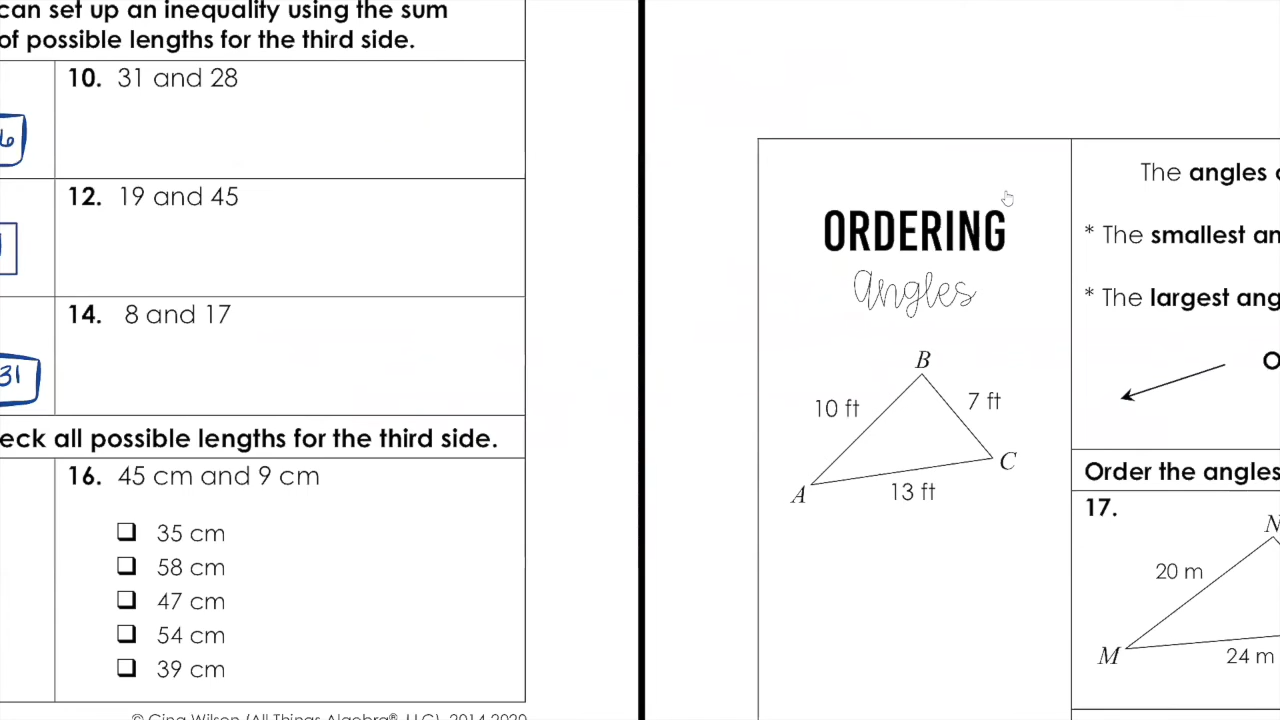 can set up an inequality using the sum
of possible lengths for the third side.
10. 31 and 28
6
12. 19 and 45
14. 8 and 17
31
eck all possible lengths for the third side.
16. 45 cm and 9 cm
35 cm
58 cm
47 cm
54 cm
39 cm
© Gina Wilson (All Things Algebra®, LLC), 2014-2020
ORDERING
Angles
B
10 ft
7 ft
C
A
13 ft
The angles
* The smallest an
* The largest ang
O
Order the angles
17.
N
20 m
M
24 m